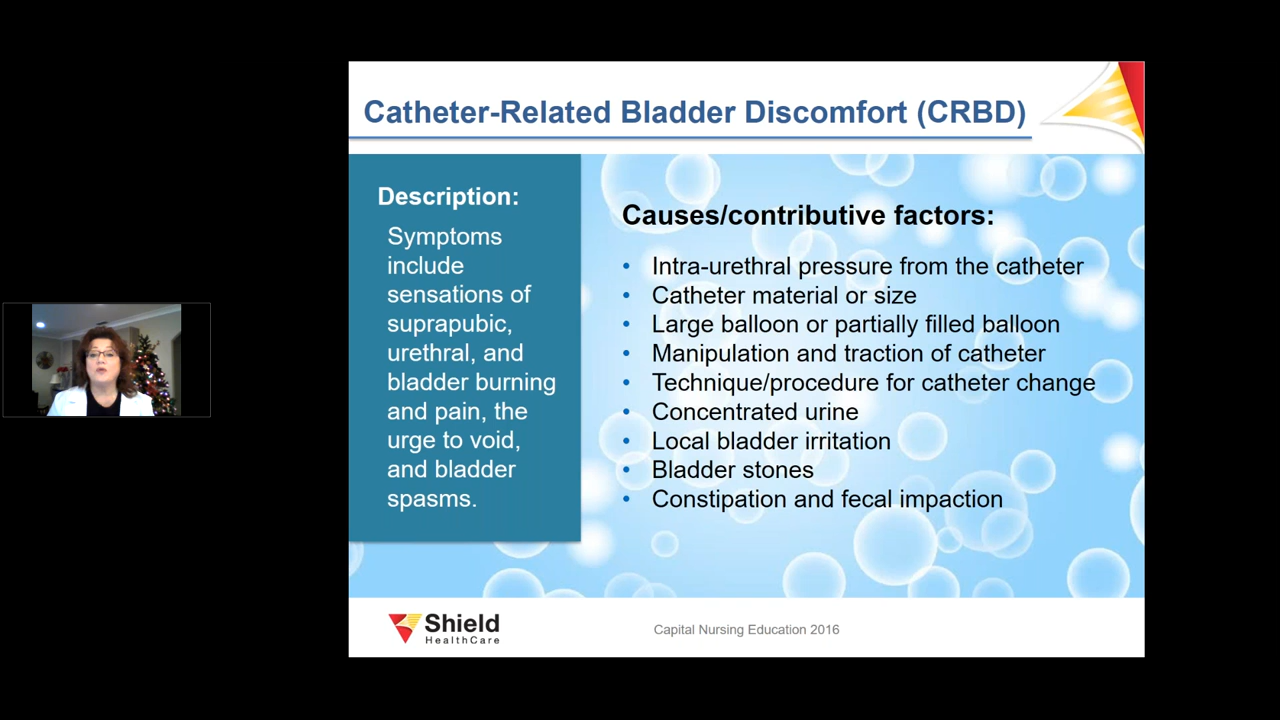 Catheter-Related Bladder Discomfort (CRBD)
Description:
Symptoms
include
sensations of
suprapubic,
urethral, and
bladder burning
and pain, the
urge to void,
and bladder
spasms.
Causes/contributive factors:
• Intra-urethral pressure from the catheter
• Catheter material or size
• Large balloon or partially filled balloon
• Manipulation and traction of catheter
• Technique/procedure for catheter change
• Concentrated urine
• Local bladder irritation
• Bladder stones
• Constipation and fecal impaction
Shield
HealthCare
Capital Nursing Education 2016